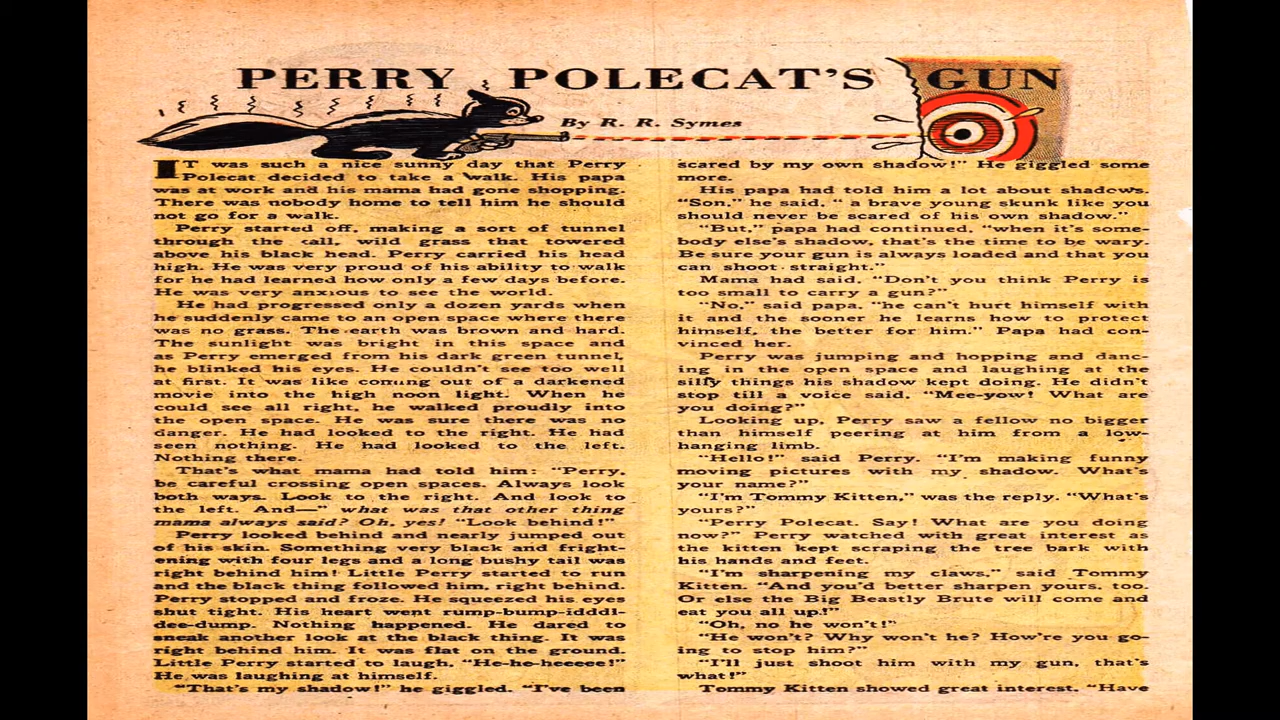 PERRY POLECAT'S GUN
By R. R. Symes
IT was such a nice sunny day that Perry
Polecat decided to take a walk. His papa
was at work and his mama had gone shopping.
There was nobody home to tell him he should
not go for a walk.
Perry started off, making a sort of tunnel
through the tall, wild grass that towered
above his black head. Perry carried his head
high. He was very proud of his ability to walk
for he had learned how only a few days before.
He was very anxious to see the world.
He had progressed only a dozen yards when
he suddenly came to an open space where there
was no grass. The earth was brown and hard.
The sunlight was bright in this space and
as Perry emerged from his dark green tunnel,
he blinked his eyes. He couldn't see too well
at first. It was like coming out of a darkened
movie into the high noon light. When he
could see all right, he walked proudly into
the open space. He was sure there was no
danger. He had looked to the right. He had
seen nothing. He had looked to the left.
Nothing there.
That's what mama had told him: "Perry,
be careful crossing open spaces. Always look
both ways. Look to the right. And look to
the left. And—" what was that other thing
mama always said? Oh, yes! "Look behind!"
Perry looked behind and nearly jumped out
of his skin. Something very black and fright-
ening with four legs and a long bushy tail was
right behind him! Little Perry started to run
and the black thing followed him, right behind.
Perry stopped and froze. He squeezed his eyes
shut tight. His heart went rump-bump-idddl-
dee-dump. Nothing happened. He dared to
sneak another look at the black thing. It was
right behind him. It was flat on the ground.
Little Perry started to laugh. "He-he-heeeee!"
He was laughing at himself.
"That's my shadow!" he giggled. "I've been
scared by my own shadow!" He giggled some
more.
His papa had told him a lot about shadows.
"Son," he said, " a brave young skunk like you
should never be scared of his own shadow."
"But," papa had continued, "when it's some-
body else's shadow, that's the time to be wary.
Be sure your gun is always loaded and that you
can shoot straight."
Mama had said, "Don't you think Perry is
too small to carry a gun?"
"No," said papa, "he can't hurt himself with
it and the sooner he learns how to protect
himself, the better for him." Papa had con-
vinced her.
Perry was jumping and hopping and danc-
ing in the open space and laughing at the
silly things his shadow kept doing. He didn't
stop till a voice said, "Mee-yow! What are
you doing?"
Looking up, Perry saw a fellow no bigger
than himself peering at him from a low-
hanging limb.
"Hello!" said Perry. "I'm making funny
moving pictures with my shadow. What's
your name?"
"I'm Tommy Kitten," was the reply. "What's
yours?"
"Perry Polecat. Say! What are you doing
now?" Perry watched with great interest as
the kitten kept scraping the tree bark with
his hands and feet.
"I'm sharpening my claws," said Tommy
Kitten. "And you'd better sharpen yours, too.
Or else the Big Beastly Brute will come and
eat you all up!"
"Oh, no he won't!"
"He won't? Why won't he? How're you go-
ing to stop him?"
"I'll just shoot him with my gun, that's
what!"
Tommy Kitten showed great interest. "Have